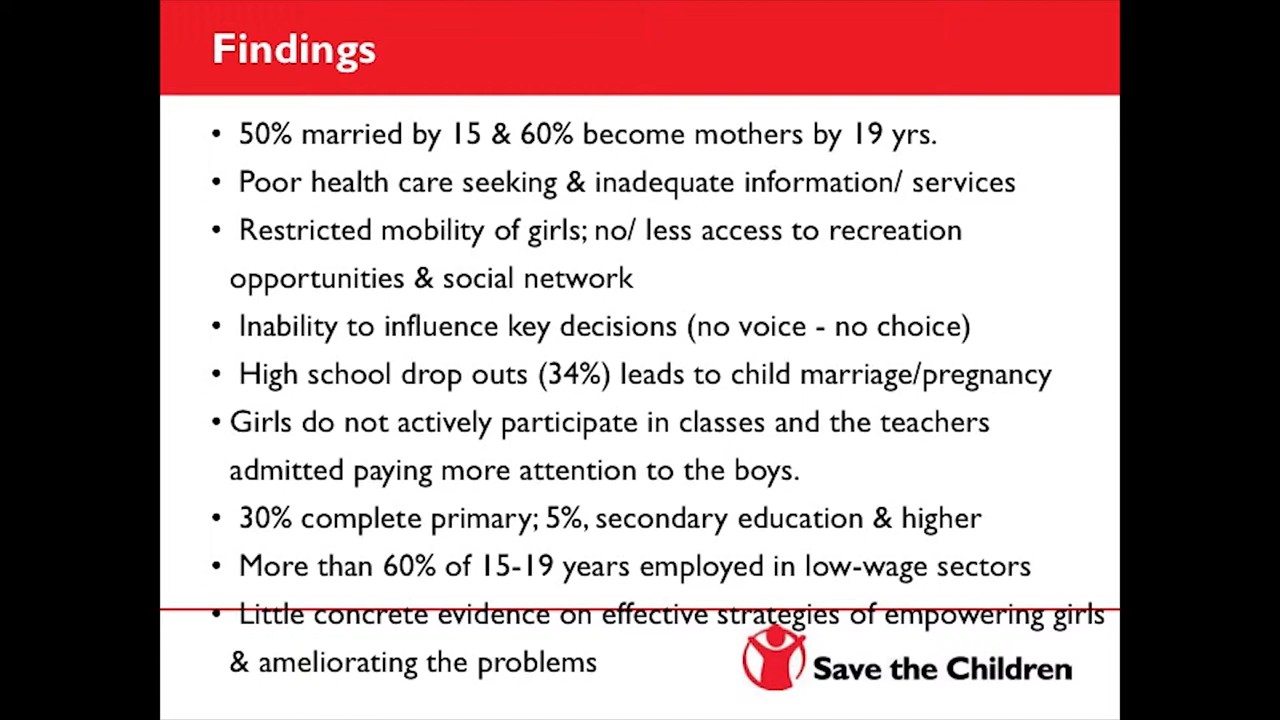 Findings
• 50% married by 15 & 60% become mothers by 19 yrs.
• Poor health care seeking & inadequate information/ services
• Restricted mobility of girls; no/ less access to recreation
opportunities & social network
• Inability to influence key decisions (no voice - no choice)
• High school drop outs (34%) leads to child marriage/pregnancy
• Girls do not actively participate in classes and the teachers
admitted paying more attention to the boys.
• 30% complete primary; 5%, secondary education & higher
• More than 60% of 15-19 years employed in low-wage sectors
• Little concrete evidence on effective strategies of empowering girls
& ameliorating the problems
Save the Children